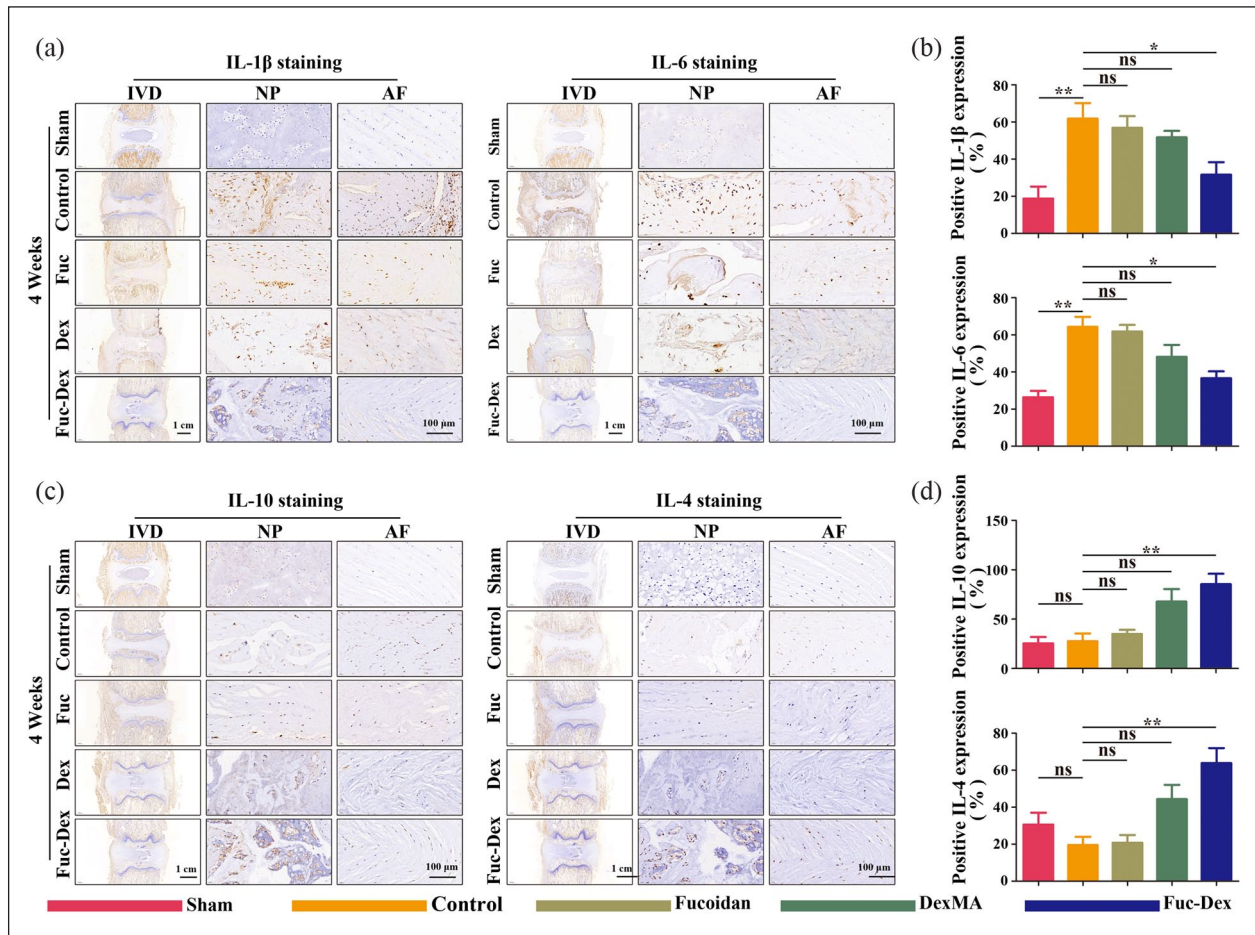 (a)
IL-1β staining
IVD NP AF
4 Weeks
Sham
Control
Fuc
Dex
Fuc-Dex
1 cm
100 μm
IL-6 staining
IVD NP AF
Sham
Control
Fuc
Dex
Fuc-Dex
1 cm
100 μm
(b)
Positive IL-1β expression
( % )
80
60
40
20
0
**
ns
ns
*
Positive IL-6 expression
( % )
80
60
40
20
0
**
ns
ns
*
(c)
IL-10 staining
IVD NP AF
4 Weeks
Sham
Control
Fuc
Dex
Fuc-Dex
1 cm
100 μm
IL-4 staining
IVD NP AF
Sham
Control
Fuc
Dex
Fuc-Dex
1 cm
100 μm
(d)
Positive IL-10 expression
( % )
150
100
50
0
ns
ns
ns
**
Positive IL-4 expression
( % )
80
60
40
20
0
ns
ns
ns
**
Sham Control Fucoidan DexMA Fuc-Dex